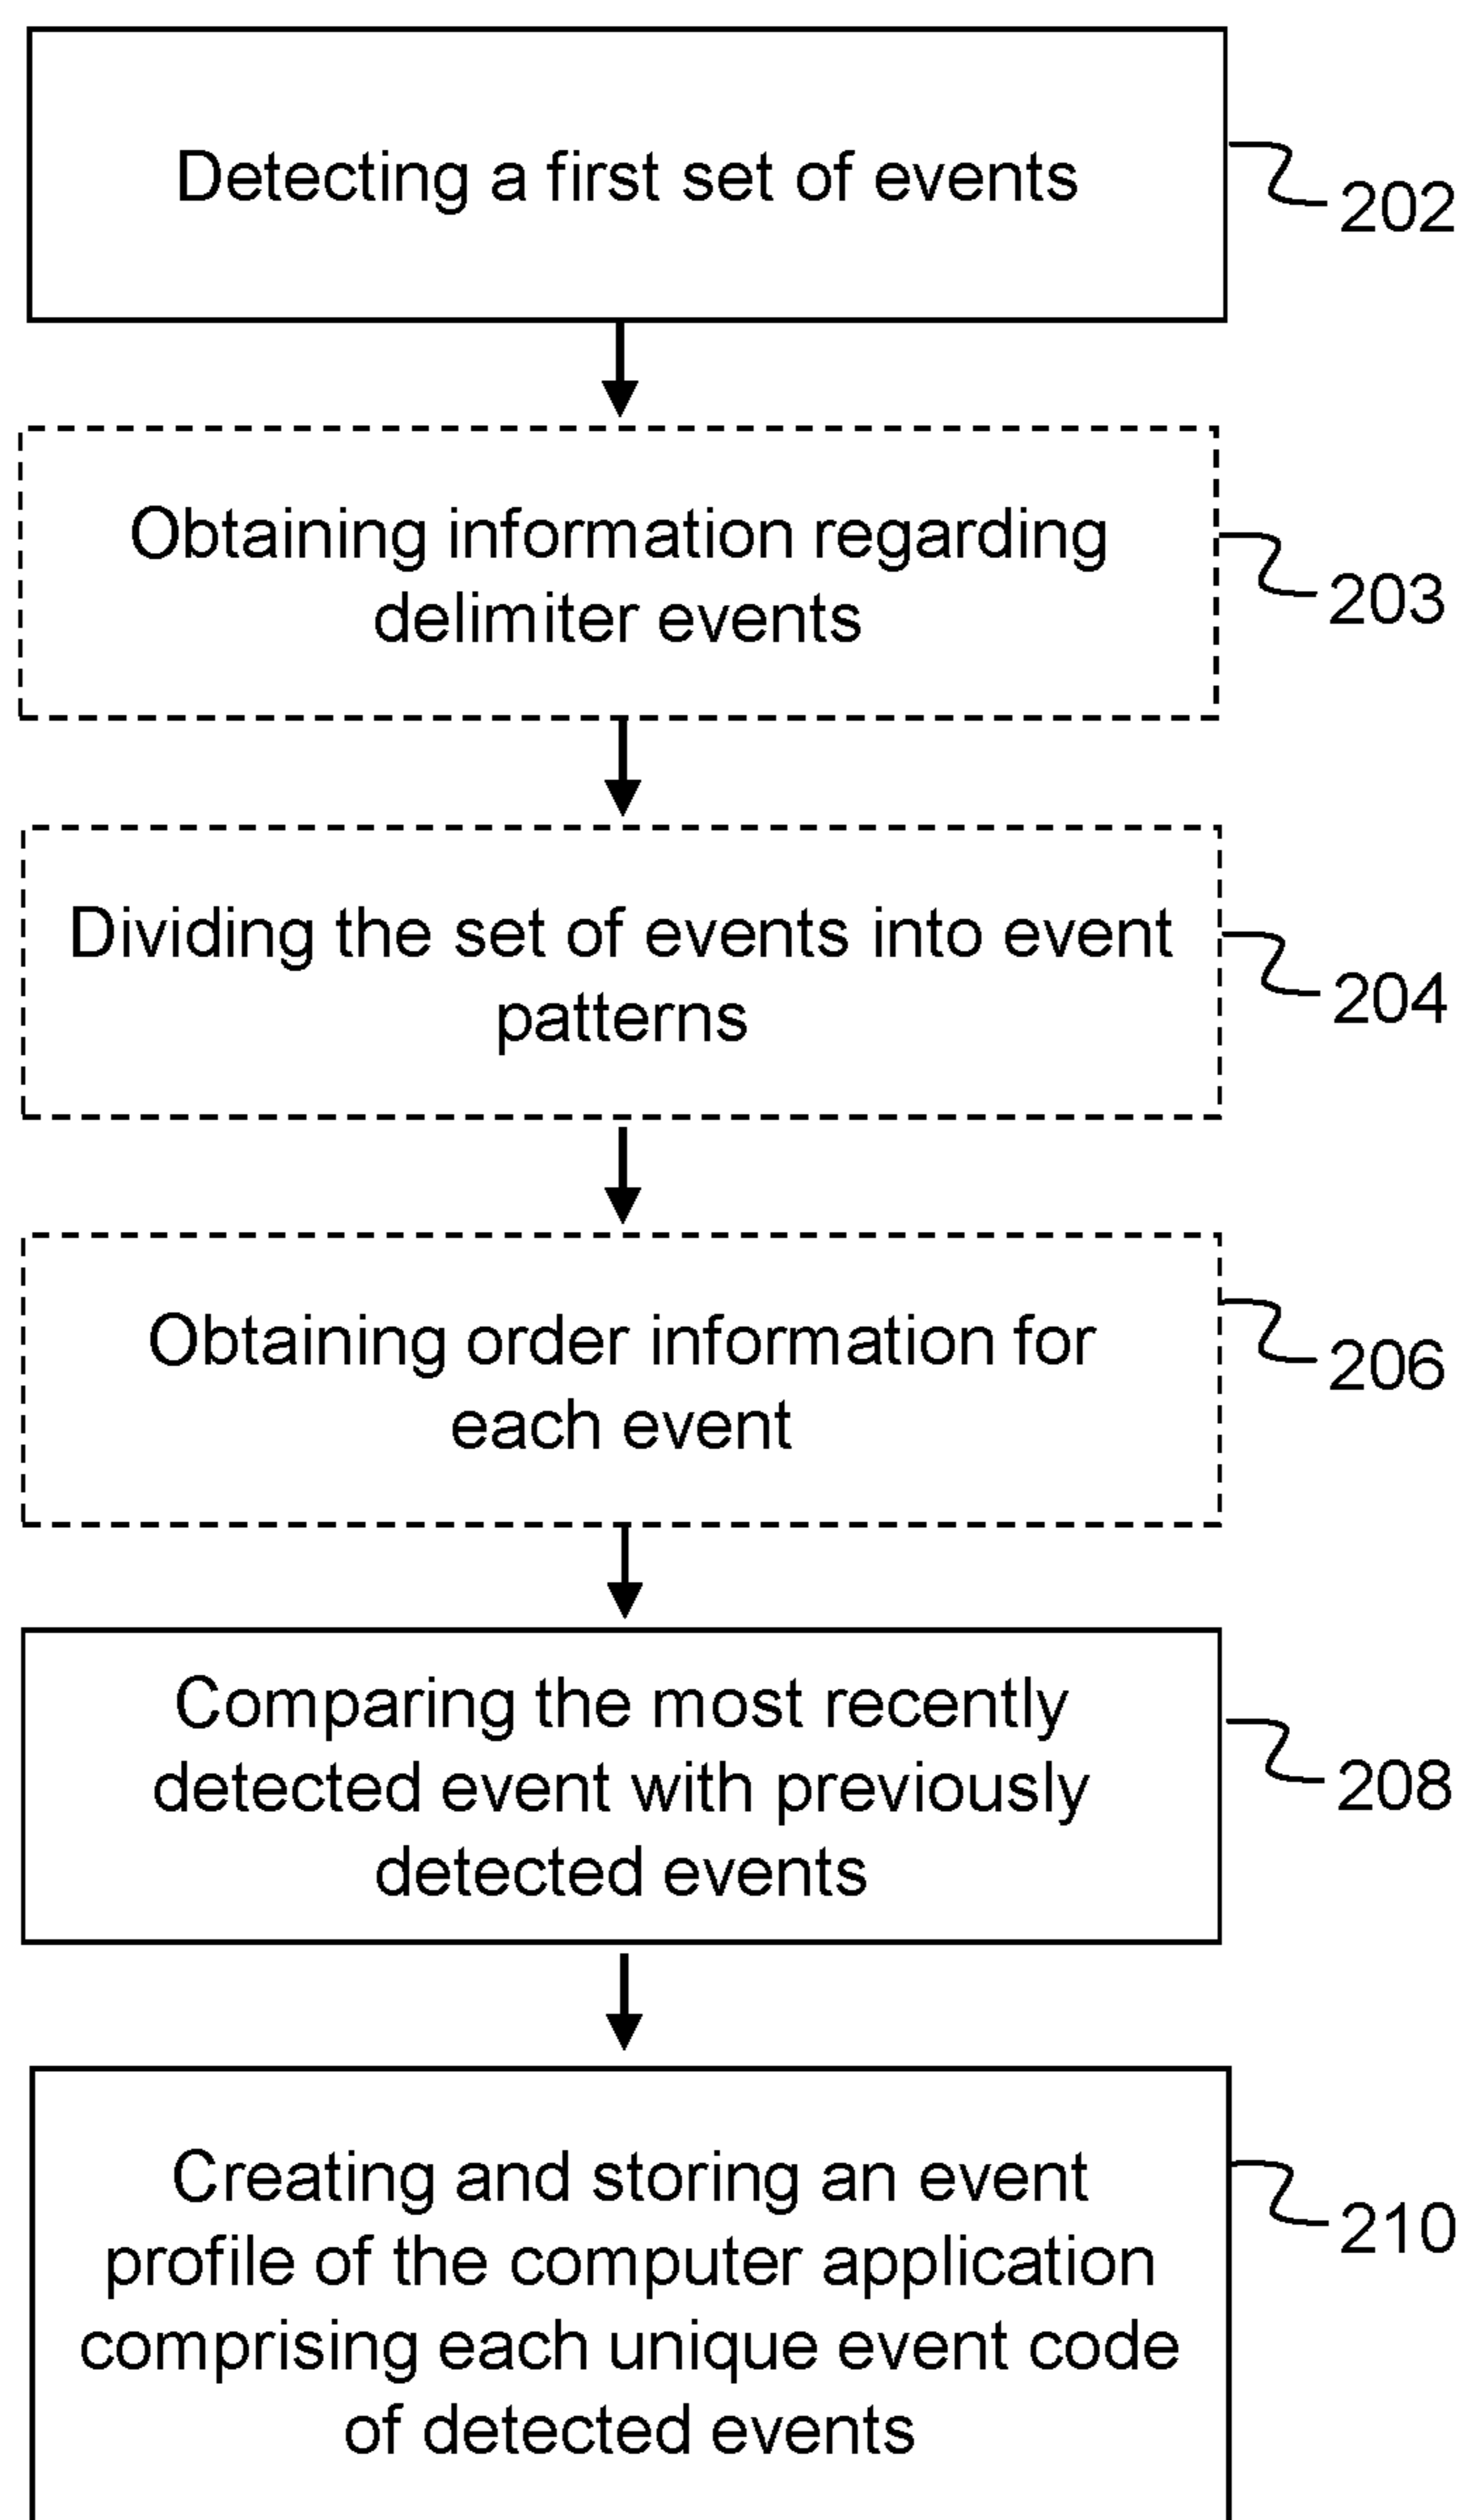 Detecting a first set of events
202
Obtaining information regarding
delimiter events
203
Dividing the set of events into event
patterns
204
Obtaining order information for
each event
206
Comparing the most recently
detected event with previously
detected events
208
Creating and storing an event
profile of the computer application
comprising each unique event code
of detected events
210